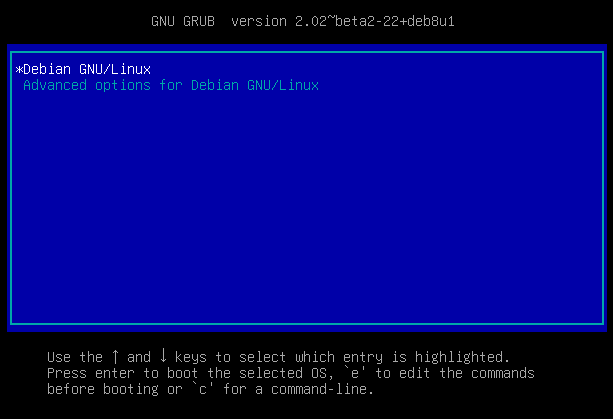 GNU GRUB  version 2.02~beta2-22+deb8u1
*Debian GNU/Linux
Advanced options for Debian GNU/Linux
Use the ↑ and ↓ keys to select which entry is highlighted.
Press enter to boot the selected OS, `e' to edit the commands
before booting or `c' for a command-line.